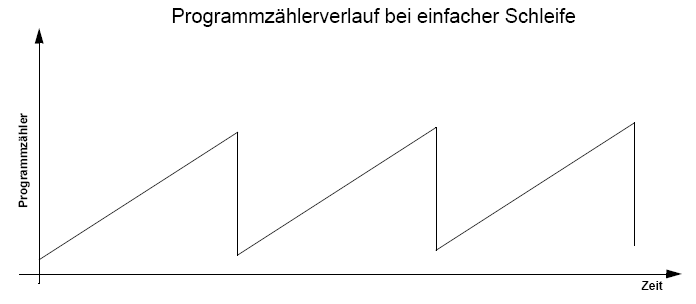 Programmzählerverlauf bei einfacher Schleife
Programmzähler
Zeit